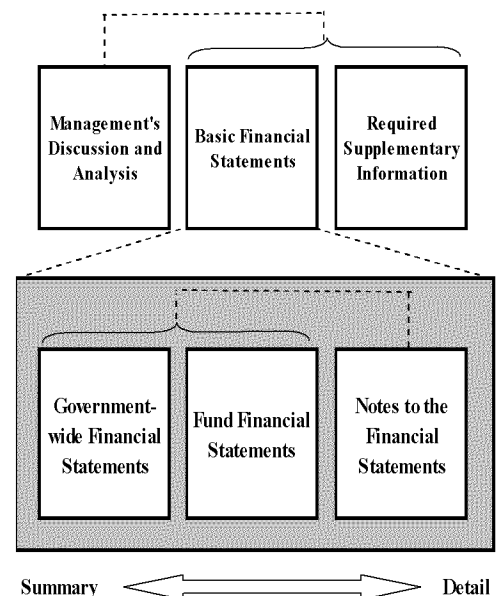 Management's
Discussion and
Analysis
Basic Financial
Statements
Required
Supplementary
Information
Government-
wide Financial
Statements
Fund Financial
Statements
Notes to the
Financial
Statements
Summary
Detail